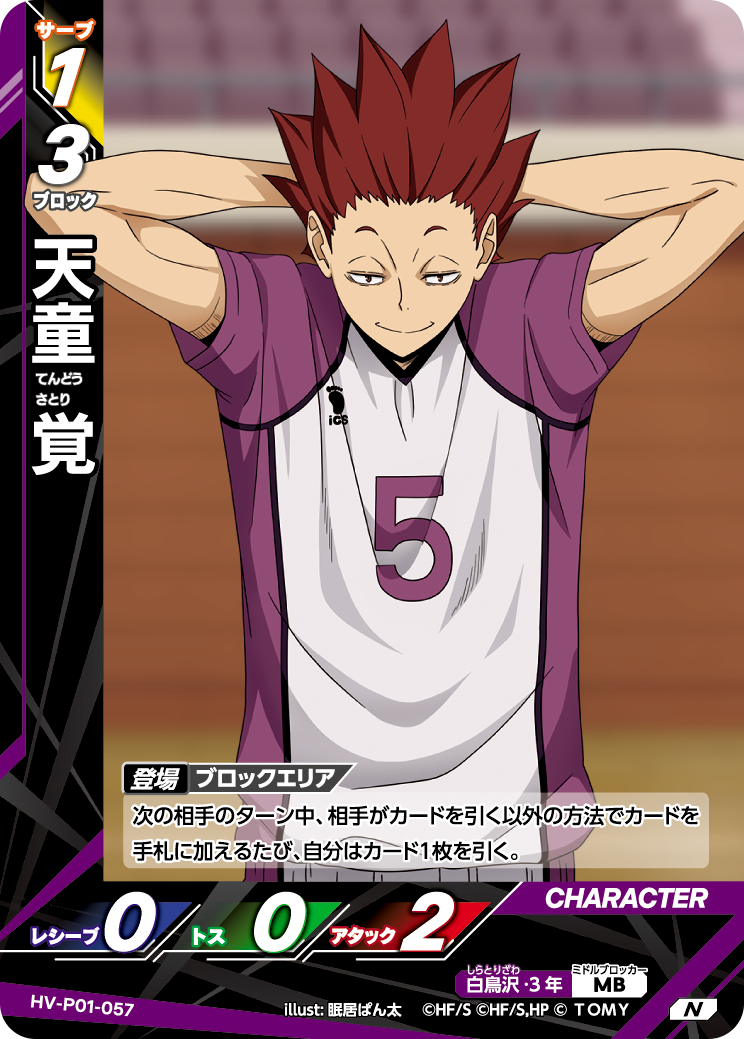 サーブ
1
3
ブロック
天童覚
てんどう
さとり
iGS
5
登場 ブロックエリア
次の相手のターン中、相手がカードを引く以外の方法でカードを
手札に加えるたび、自分はカード1枚を引く。
CHARACTER
レシーブ 0 トス 0 アタック 2
しらとりざわ ミドルブロッカー
白鳥沢・3年 MB
HV-P01-057 illust: 眠居ぱん太 ©HF/S ©HF/S,HP © TOMY N